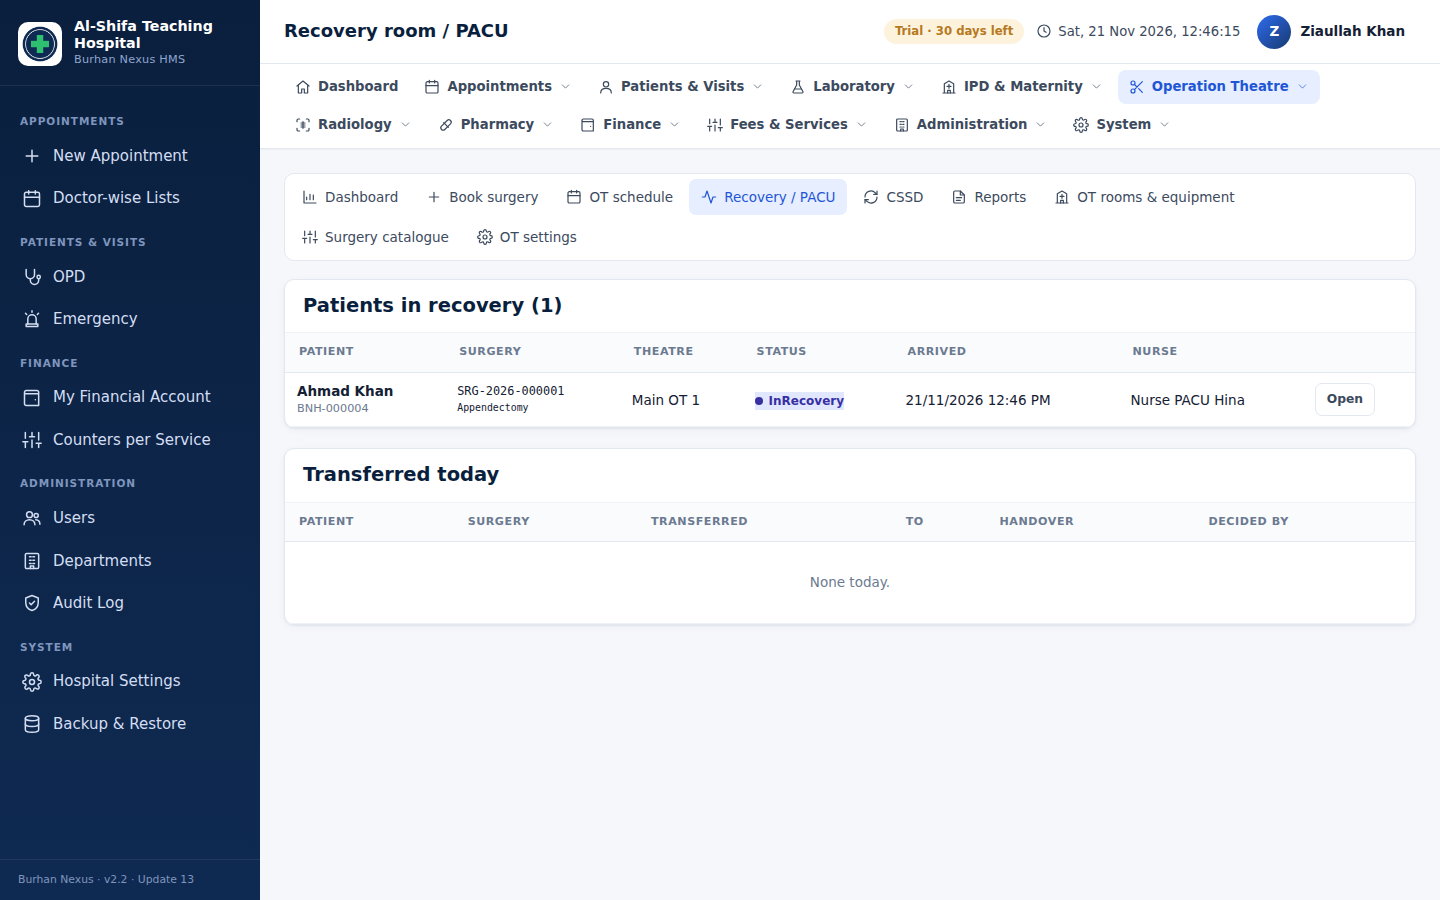 Al-Shifa Teaching
Hospital
Burhan Nexus HMS
APPOINTMENTS
New Appointment
Doctor-wise Lists
PATIENTS & VISITS
OPD
Emergency
FINANCE
My Financial Account
Counters per Service
ADMINISTRATION
Users
Departments
Audit Log
SYSTEM
Hospital Settings
Backup & Restore
Burhan Nexus · v2.2 · Update 13
Recovery room / PACU
Trial · 30 days left
Sat, 21 Nov 2026, 12:46:15
Z
Ziaullah Khan
Dashboard Appointments Patients & Visits Laboratory IPD & Maternity Operation Theatre
Radiology Pharmacy Finance Fees & Services Administration System
Dashboard Book surgery OT schedule Recovery / PACU CSSD Reports OT rooms & equipment
Surgery catalogue OT settings
Patients in recovery (1)
PATIENT SURGERY THEATRE STATUS ARRIVED NURSE
Ahmad Khan SRG-2026-000001 Main OT 1 InRecovery 21/11/2026 12:46 PM Nurse PACU Hina Open
BNH-000004 Appendectomy
Transferred today
PATIENT SURGERY TRANSFERRED TO HANDOVER DECIDED BY
None today.